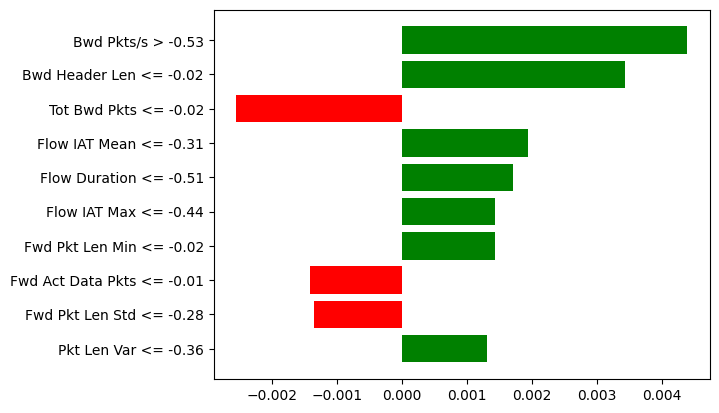 Bwd Pkts/s > -0.53
Bwd Header Len <= -0.02
Tot Bwd Pkts <= -0.02
Flow IAT Mean <= -0.31
Flow Duration <= -0.51
Flow IAT Max <= -0.44
Fwd Pkt Len Min <= -0.02
Fwd Act Data Pkts <= -0.01
Fwd Pkt Len Std <= -0.28
Pkt Len Var <= -0.36
−0.002 −0.001 0.000 0.001 0.002 0.003 0.004